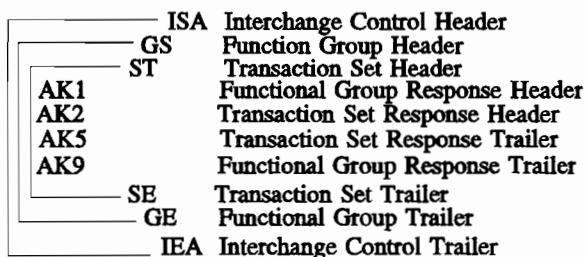 ISA Interchange Control Header
GS Function Group Header
ST Transaction Set Header
AK1 Functional Group Response Header
AK2 Transaction Set Response Header
AK5 Transaction Set Response Trailer
AK9 Functional Group Response Trailer
SE Transaction Set Trailer
GE Functional Group Trailer
IEA Interchange Control Trailer